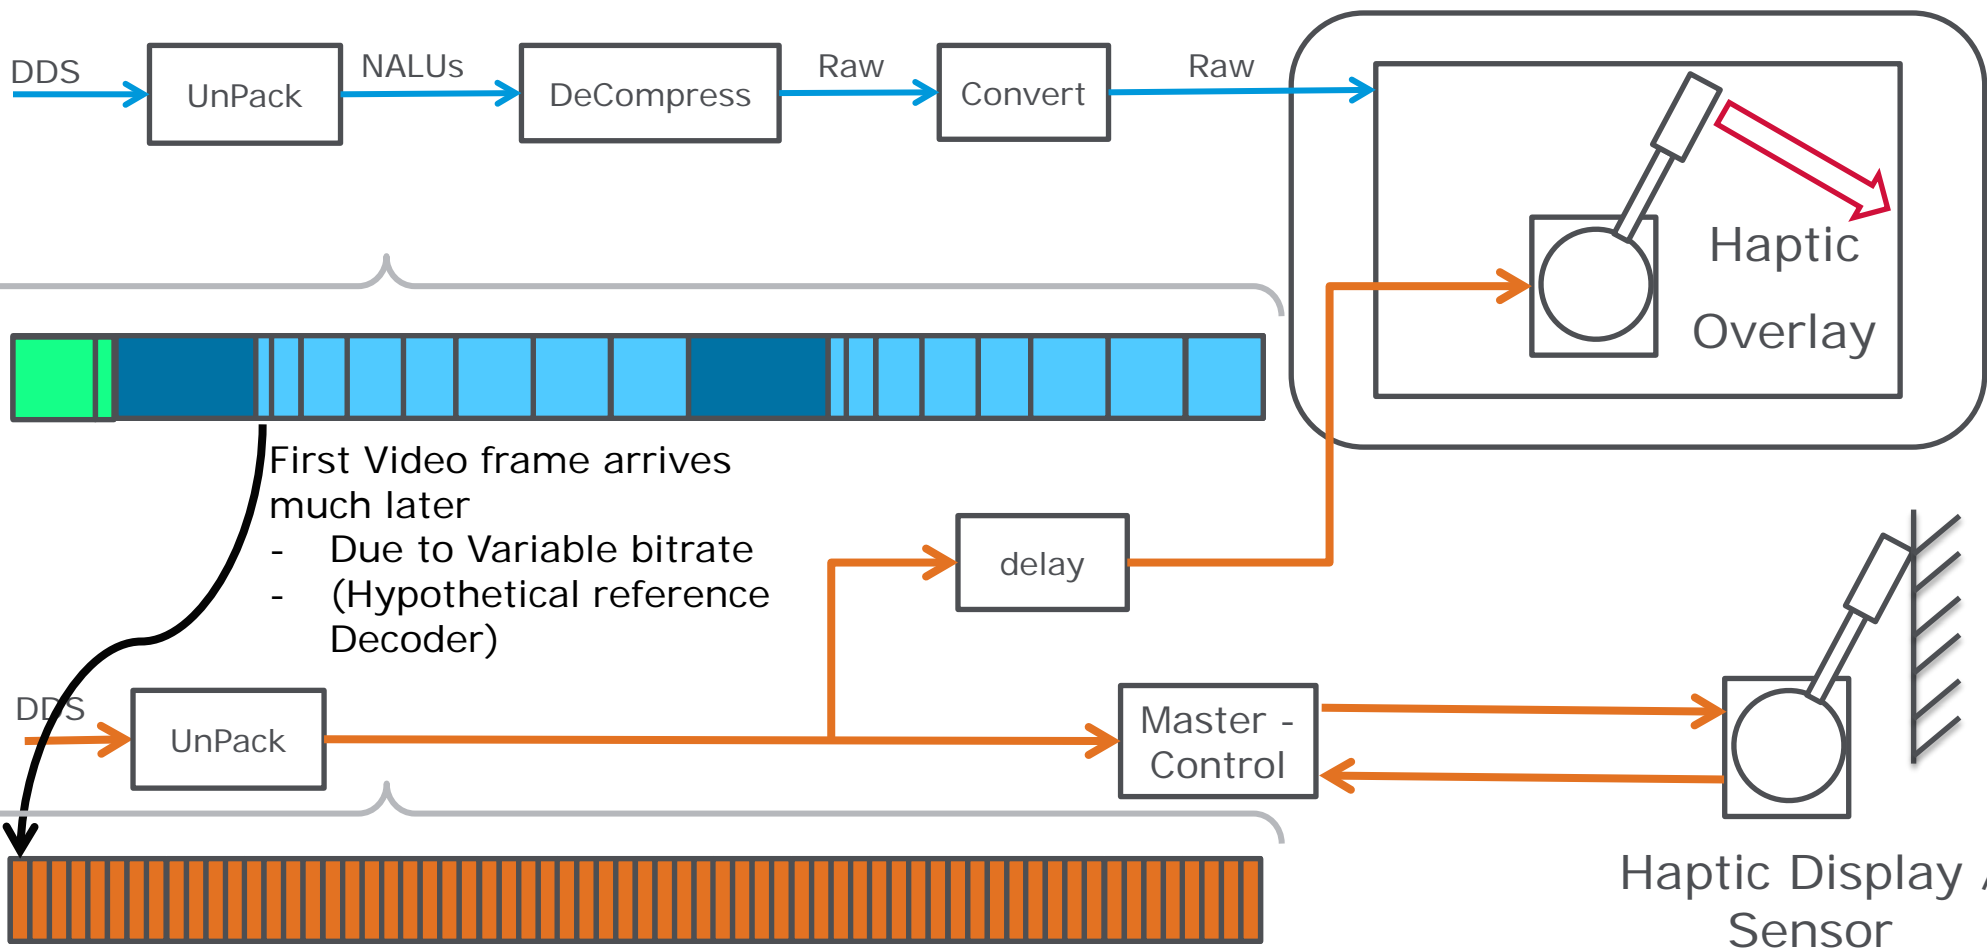 DDS
UnPack
NALUs
DeCompress
Raw
Convert
Raw
Haptic
Overlay
First Video frame arrives
much later
- Due to Variable bitrate
- (Hypothetical reference
Decoder)
delay
DDS
UnPack
Master -
Control
Haptic Display /
Sensor